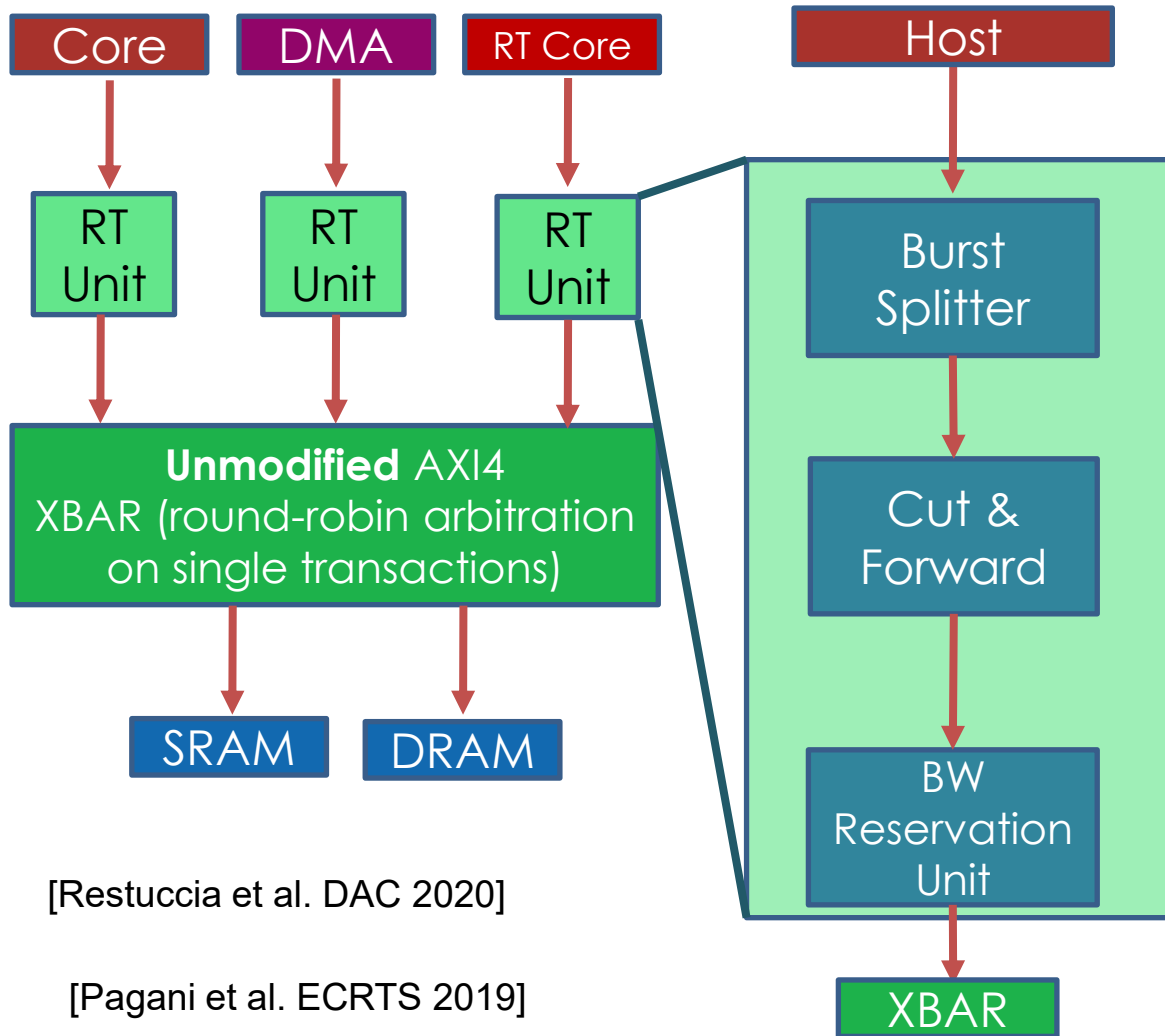 Core
DMA
RT Core
Host
RT
Unit
RT
Unit
RT
Unit
Burst
Splitter
Unmodified AXI4
XBAR (round-robin arbitration
on single transactions)
Cut &
Forward
SRAM
DRAM
BW
Reservation
Unit
[Restuccia et al. DAC 2020]
[Pagani et al. ECRTS 2019]
XBAR